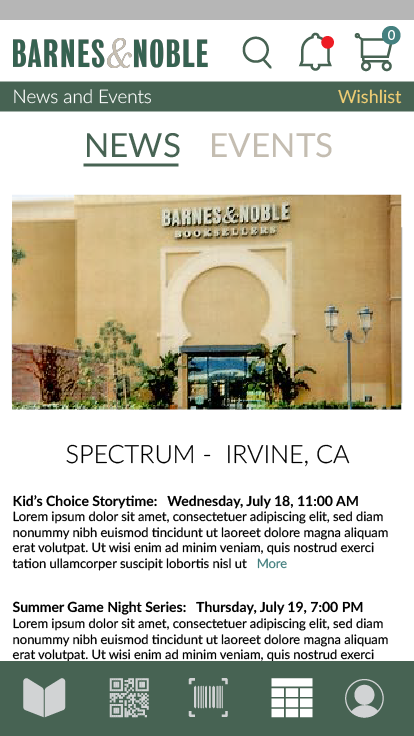 BARNES&NOBLE
0
News and Events Wishlist
NEWS EVENTS
BARNES&NOBLE
BOOKSELLERS
SPECTRUM - IRVINE, CA
Kid's Choice Storytime: Wednesday, July 18, 11:00 AM
Lorem ipsum dolor sit amet, consectetuer adipiscing elit, sed diam
nonummy nibh euismod tincidunt ut laoreet dolore magna aliquam
erat volutpat. Ut wisi enim ad minim veniam, quis nostrud exerci
tation ullamcorper suscipit lobortis nisl ut More
Summer Game Night Series: Thursday, July 19, 7:00 PM
Lorem ipsum dolor sit amet, consectetuer adipiscing elit, sed diam
nonummy nibh euismod tincidunt ut laoreet dolore magna aliquam
erat volutpat. Ut wisi enim ad minim veniam, quis nostrud exerci